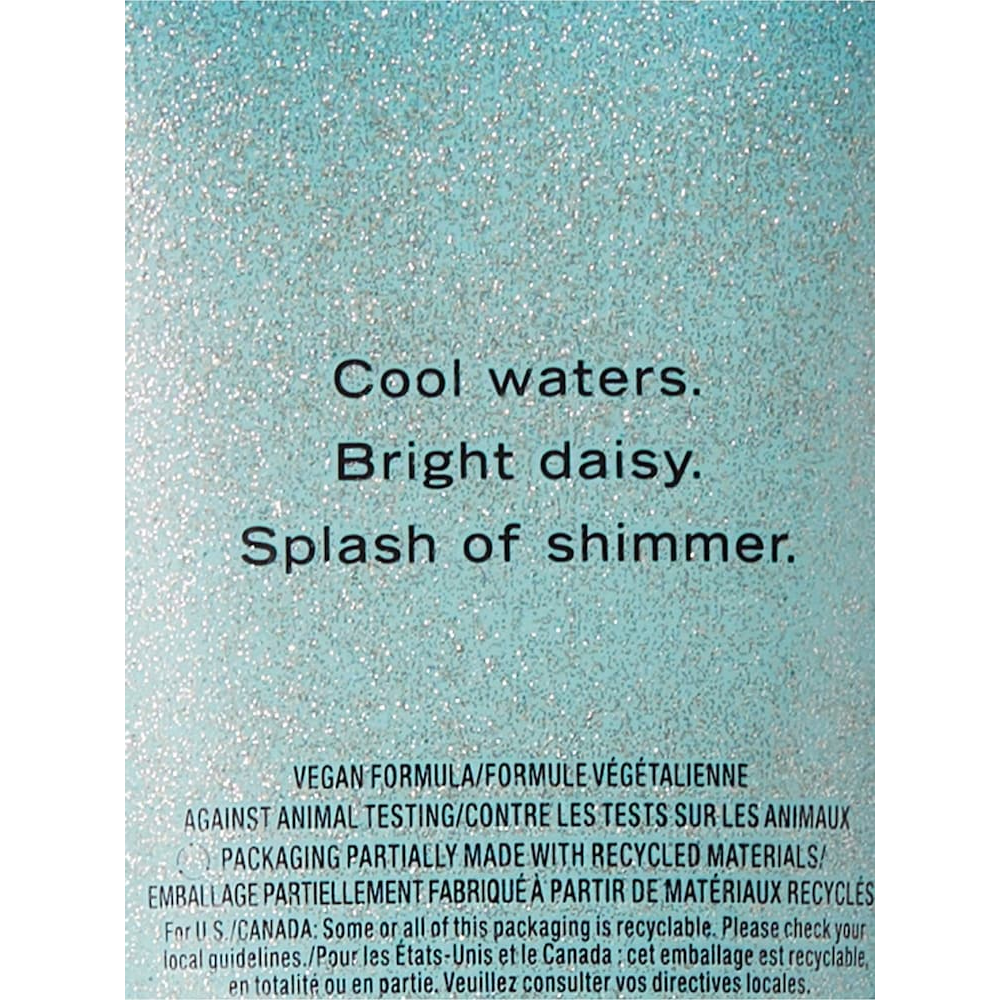 Cool waters.
Bright daisy.
Splash of shimmer.
VEGAN FORMULA/FORMULE VÉGÉTALIENNE
AGAINST ANIMAL TESTING/CONTRE LES TESTS SUR LES ANIMAUX
PACKAGING PARTIALLY MADE WITH RECYCLED MATERIALS/
EMBALLAGE PARTIELLEMENT FABRIQUÉ À PARTIR DE MATÉRIAUX RECYCLÉS
For U.S./CANADA: Some or all of this packaging is recyclable. Please check your
local guidelines./Pour les États-Unis et le Canada : cet emballage est recyclable,
en totalité ou en partie. Veuillez consulter vos directives locales.